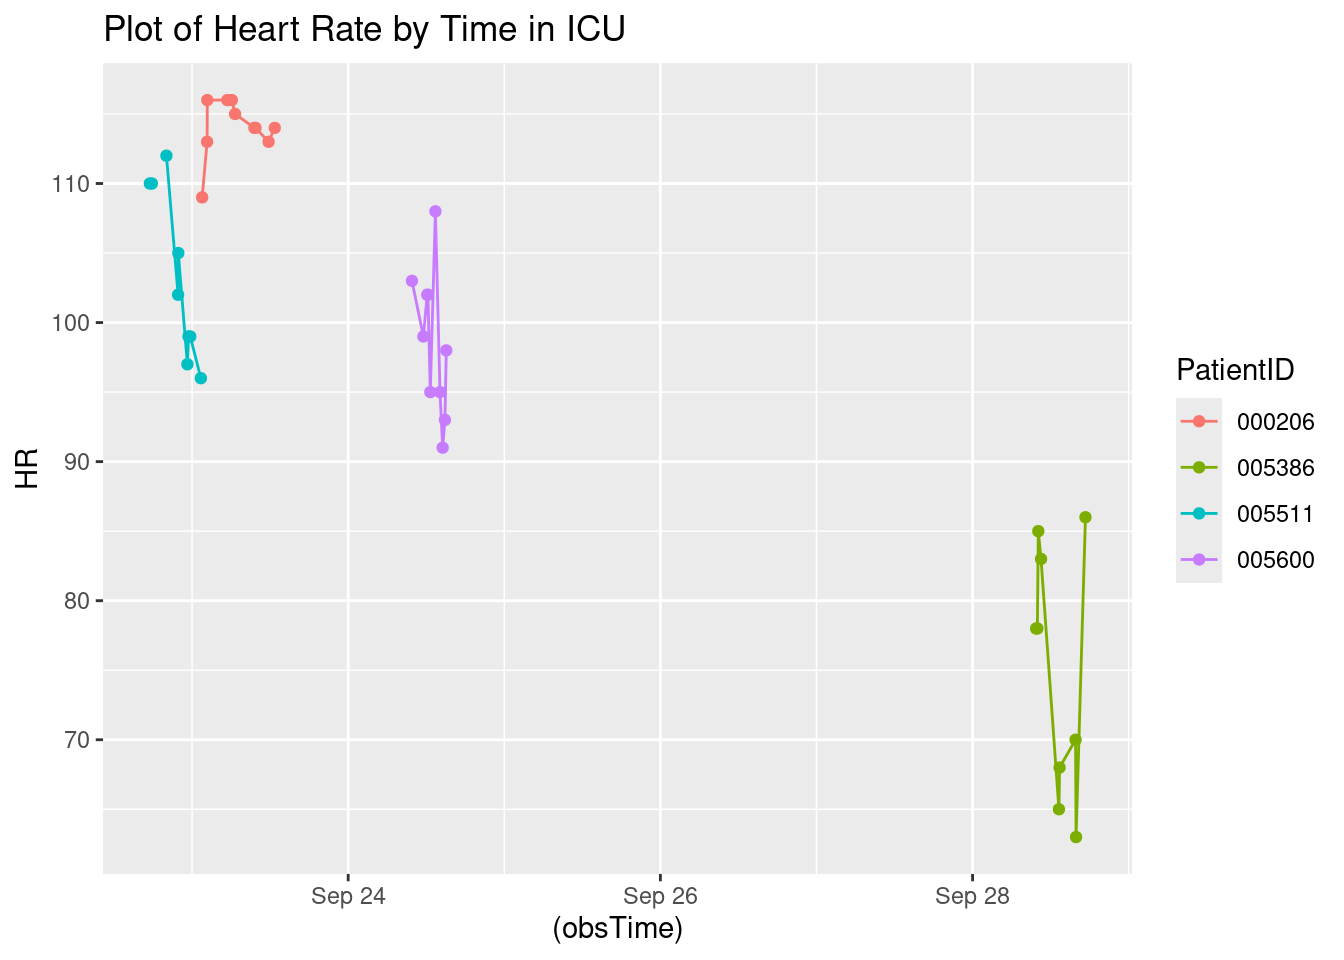 Plot of Heart Rate by Time in ICU
110
100
90
80
70
HR
Sep 24
Sep 26
Sep 28
(obsTime)
PatientID
000206
005386
005511
005600